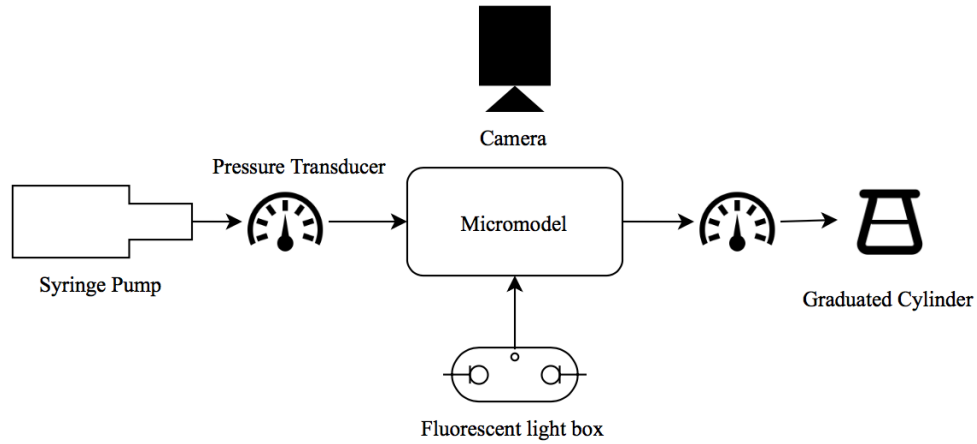 Camera
Pressure Transducer
Micromodel
Syringe Pump
Graduated Cylinder
Fluorescent light box